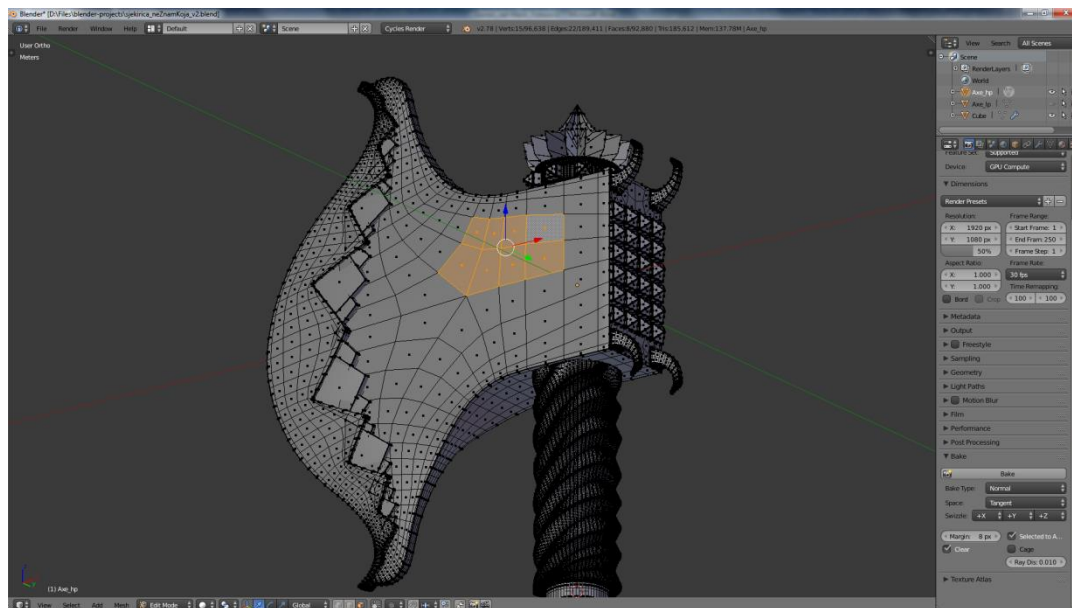 Blender* [D:\Files\blender-projects\sjekirica_neZnamKoja_v2.blend]
File Render Window Help Default Scene Cycles Render v2.78 | Verts:15/96,638 | Edges:22/189,411 | Faces:8/92,880 | Tris:185,612 | Mem:137.78M | Axe_hp
View Search All Scenes
User Ortho
Meters
Scene
RenderLayers
World
Axe_hp
Axe_lp
Cube
Feature Set: Supported
Device: GPU Compute
Dimensions
Render Presets
Resolution: Frame Range:
X: 1920 px Start Frame: 1
Y: 1080 px End Fram: 250
50% Frame Step: 1
Aspect Ratio: Frame Rate:
X: 1.000 30 fps
Y: 1.000 Time Remapping:
Bord Crop 100 100
Metadata
Output
Freestyle
Sampling
Geometry
Light Paths
Motion Blur
Film
Performance
Post Processing
Bake
Bake
Bake Type: Normal
Space: Tangent
Swizzle: +X +Y +Z
Margin: 8 px Selected to A...
Clear Cage
Ray Dis: 0.010
Texture Atlas
(1) Axe_hp
View Select Add Mesh Edit Mode Global